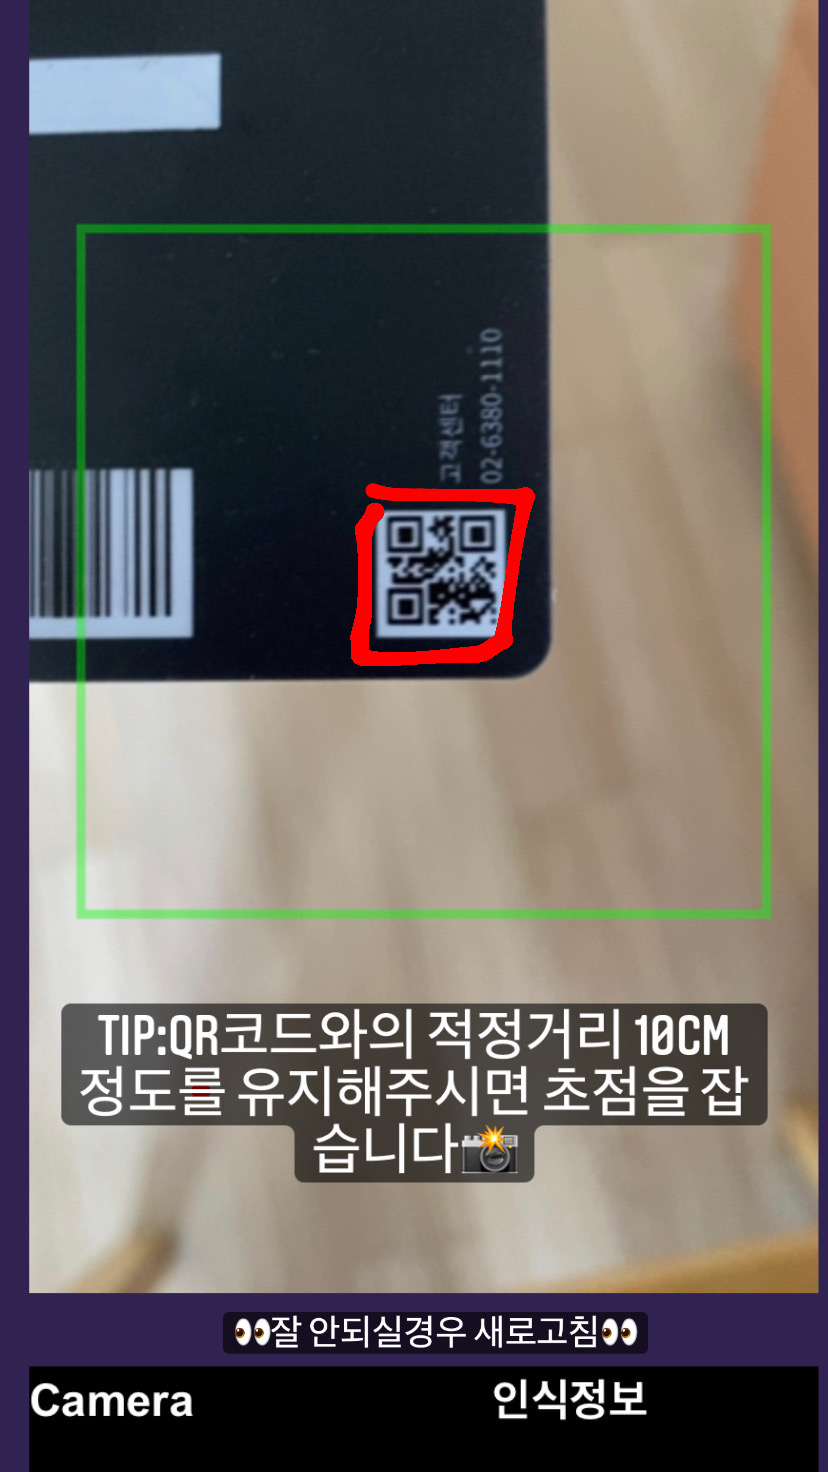 고객센터
02-6380-1110
TIP:QR코드와의 적정거리 10CM
정도를 유지해주시면 초점을 잡
습니다📸
👀잘 안되실경우 새로고침👀
Camera 인식정보